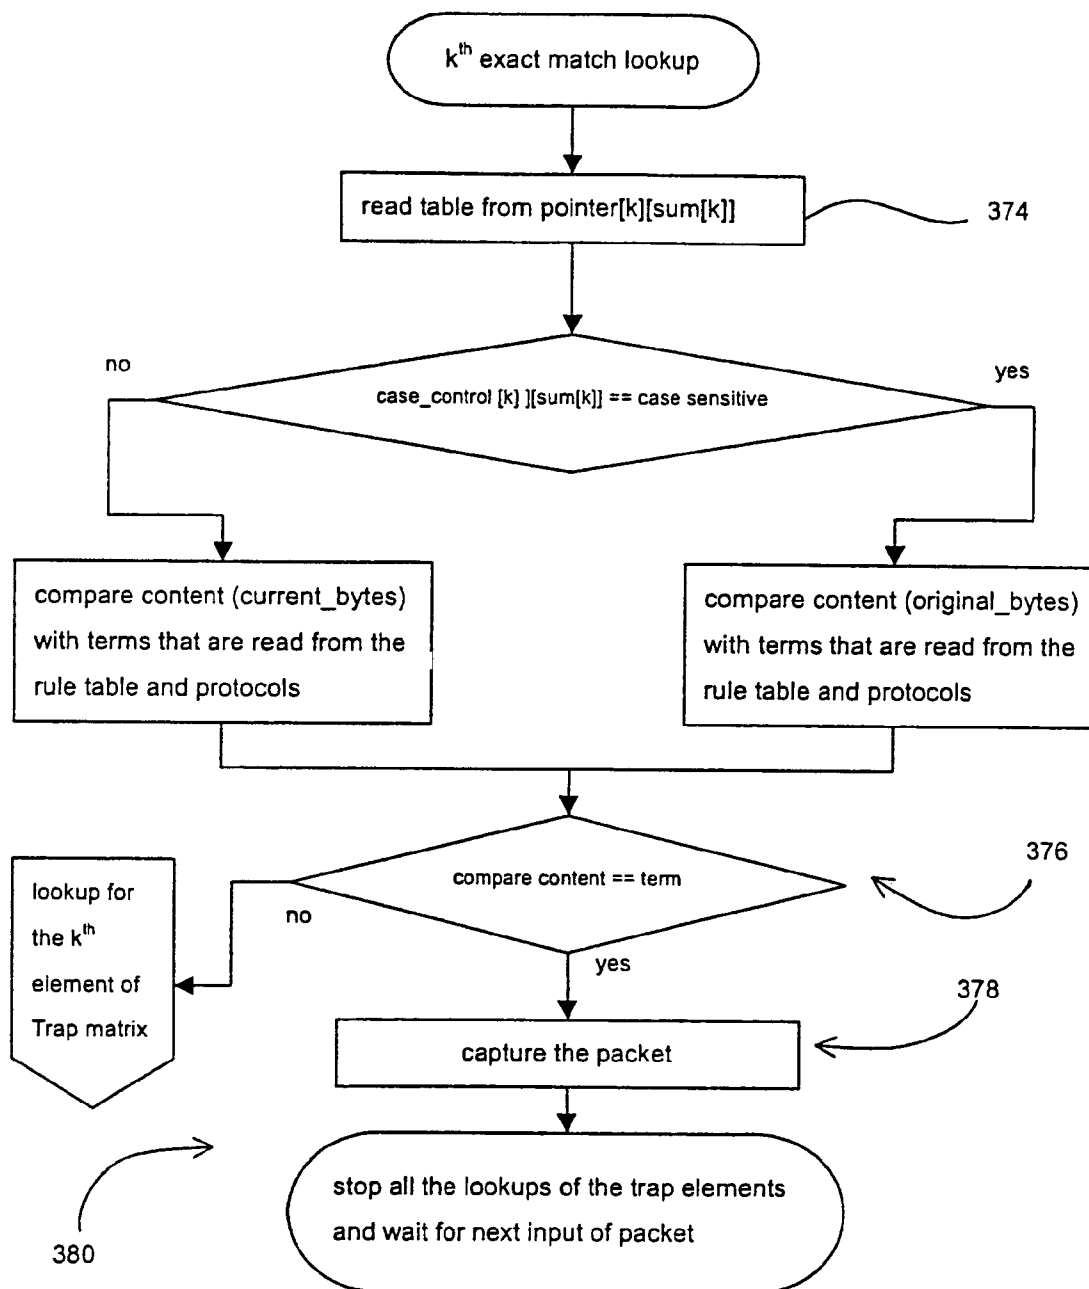 kth exact match lookup
read table from pointer[k][sum[k]]
374
no
yes
case_control [k] ][sum[k]] == case sensitive
compare content (current_bytes)
with terms that are read from the
rule table and protocols
compare content (original_bytes)
with terms that are read from the
rule table and protocols
376
compare content == term
no
yes
lookup for
the kth
element of
Trap matrix
378
capture the packet
stop all the lookups of the trap elements
and wait for next input of packet
380